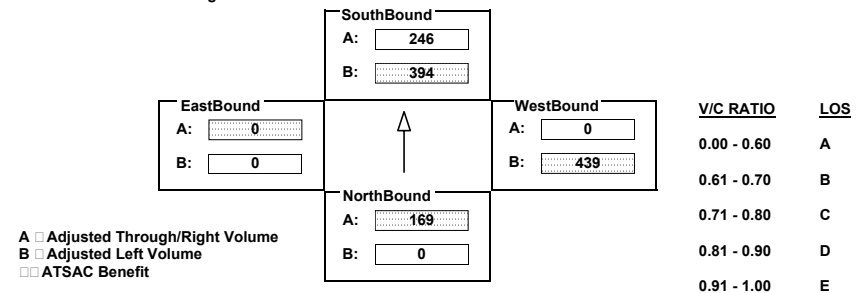 SouthBound
A: 246
B: 394
EastBound
A: 0
B: 0
WestBound
A: 0
B: 439
NorthBound
A: 169
B: 0
A □ Adjusted Through/Right Volume
B □ Adjusted Left Volume
□□ ATSAC Benefit
V/C RATIO LOS
0.00 - 0.60 A
0.61 - 0.70 B
0.71 - 0.80 C
0.81 - 0.90 D
0.91 - 1.00 E